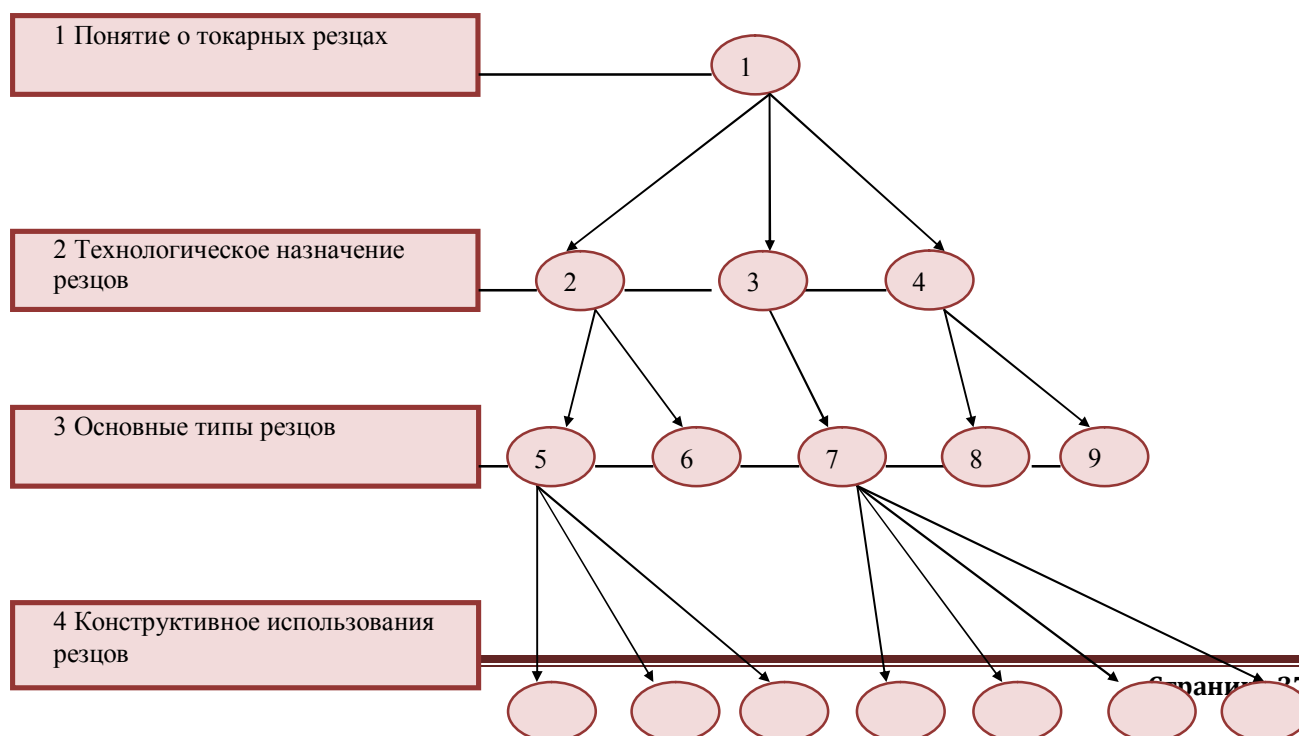 1 Понятие о токарных резцах
1
2 Технологическое назначение
резцов
2
3
4
3 Основные типы резцов
5
6
7
8
9
4 Конструктивное использования
резцов